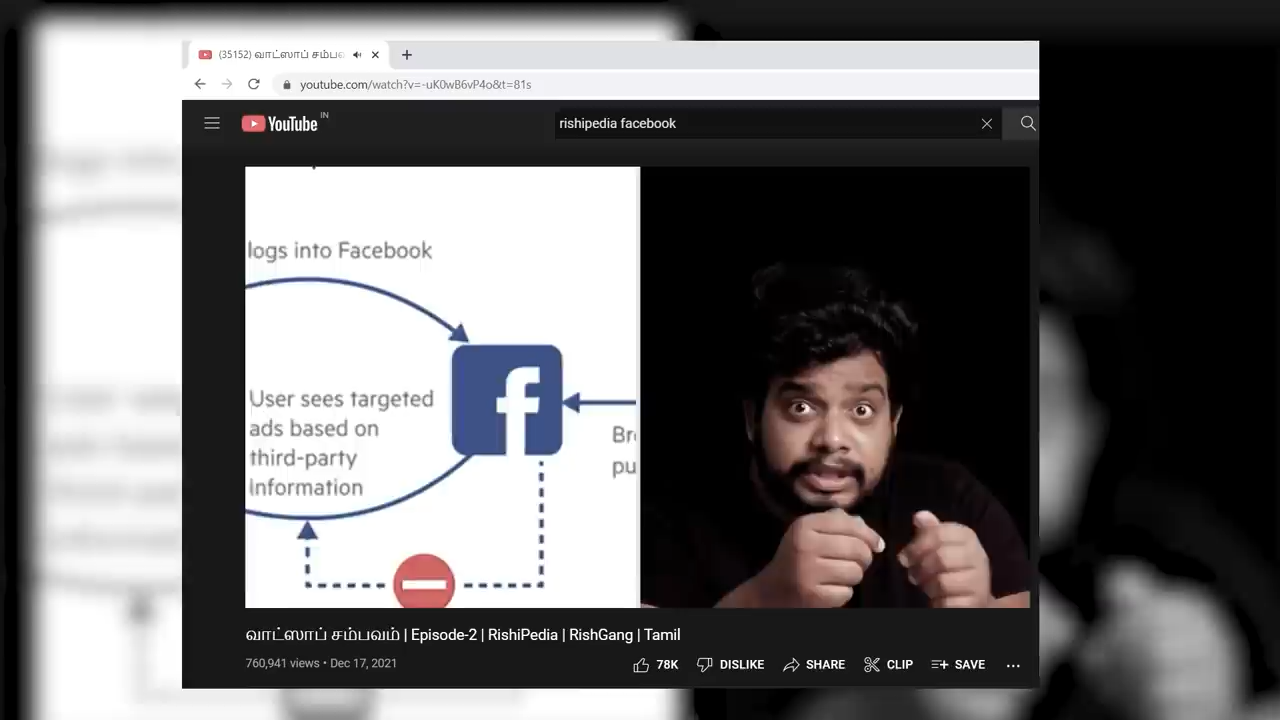 (35152) வாட்ஸாப் சம்பவ
youtube.com/watch?v=-uK0wB6vP4o&t=81s
YouTube IN
rishipedia facebook
logs into Facebook
User sees targeted
ads based on
third-party
Information
Br
pu
வாட்ஸாப் சம்பவம் | Episode-2 | RishiPedia | RishGang | Tamil
760,941 views • Dec 17, 2021
78K DISLIKE SHARE CLIP SAVE